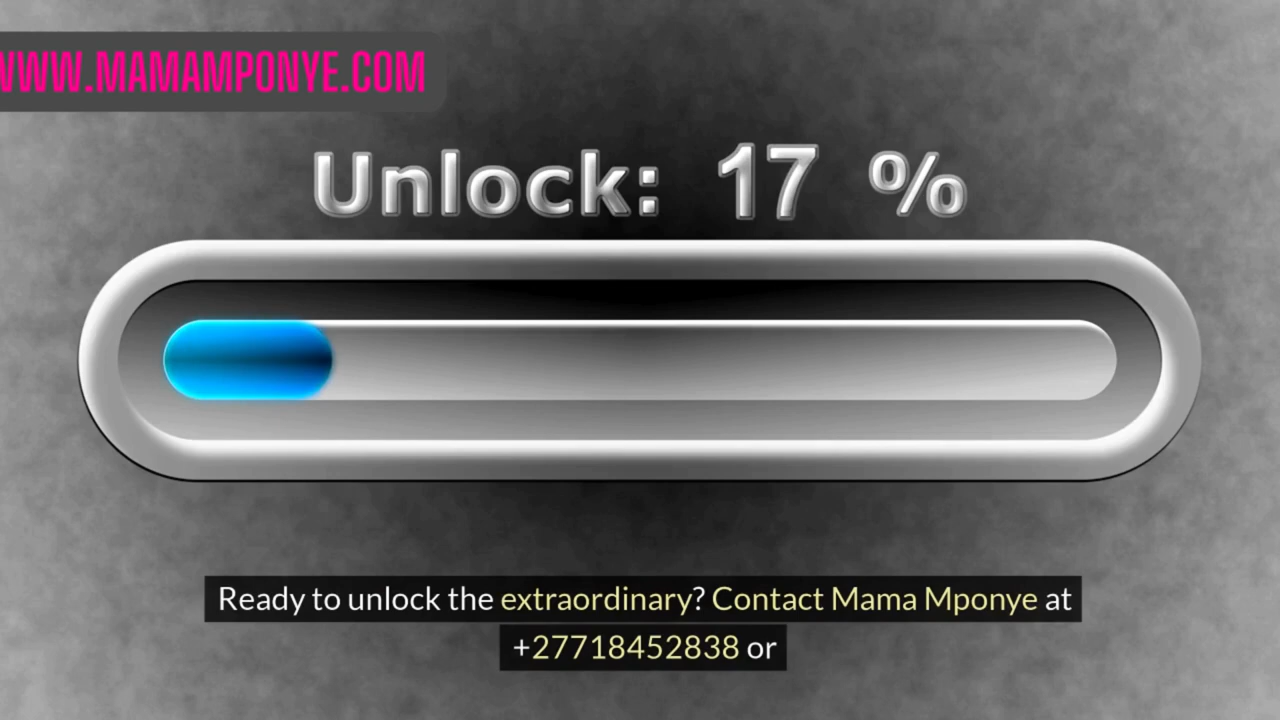 WWW.MAMAMPONYE.COM
Unlock: 17 %
Ready to unlock the extraordinary? Contact Mama Mponye at
+27718452838 or